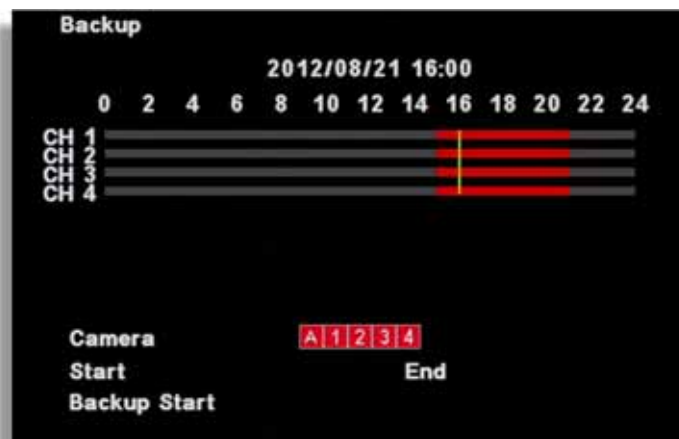 Backup
2012/08/21 16:00
0 2 4 6 8 10 12 14 16 18 20 22 24
CH 1
CH 2
CH 3
CH 4
Camera A 1 2 3 4
Start End
Backup Start